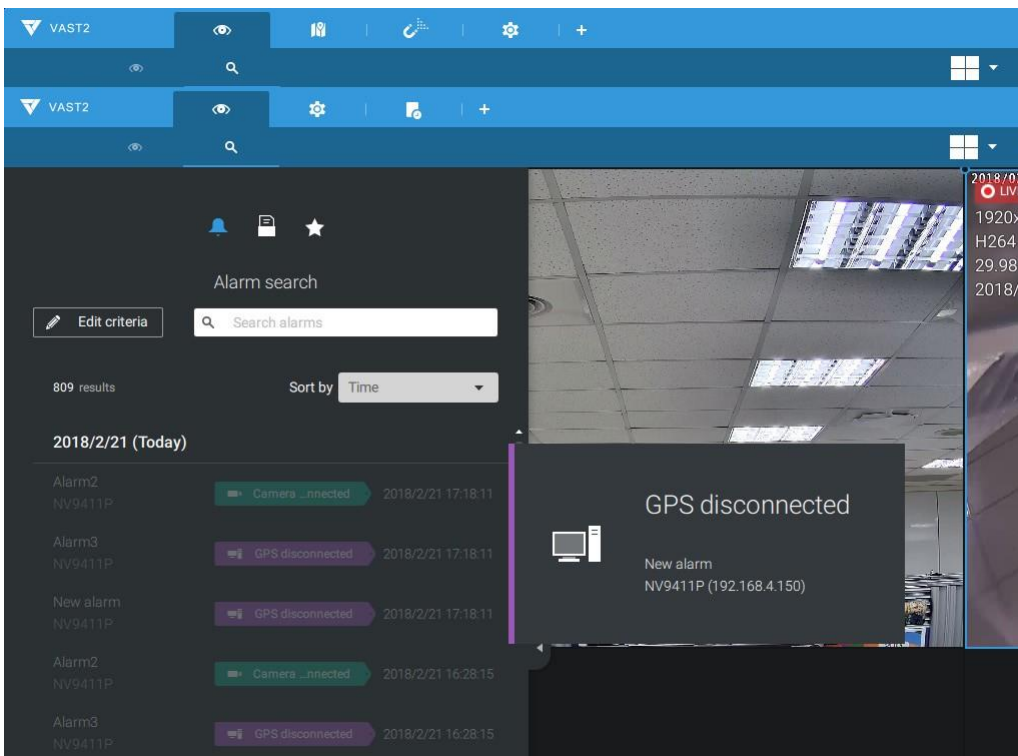 VAST2
VAST2
Alarm search
Edit criteria
Search alarms
809 results
Sort by Time
2018/2/21 (Today)
Alarm2
NV9411P
Camera ...nnected
2018/2/21 17:18:11
Alarm3
NV9411P
GPS disconnected
2018/2/21 17:18:11
New alarm
NV9411P
GPS disconnected
2018/2/21 17:18:11
Alarm2
NV9411P
Camera ...nnected
2018/2/21 16:28:15
Alarm3
NV9411P
GPS disconnected
2018/2/21 16:28:15
GPS disconnected
New alarm
NV9411P (192.168.4.150)
2018/0
LIV
1920x
H264
29.98
2018/